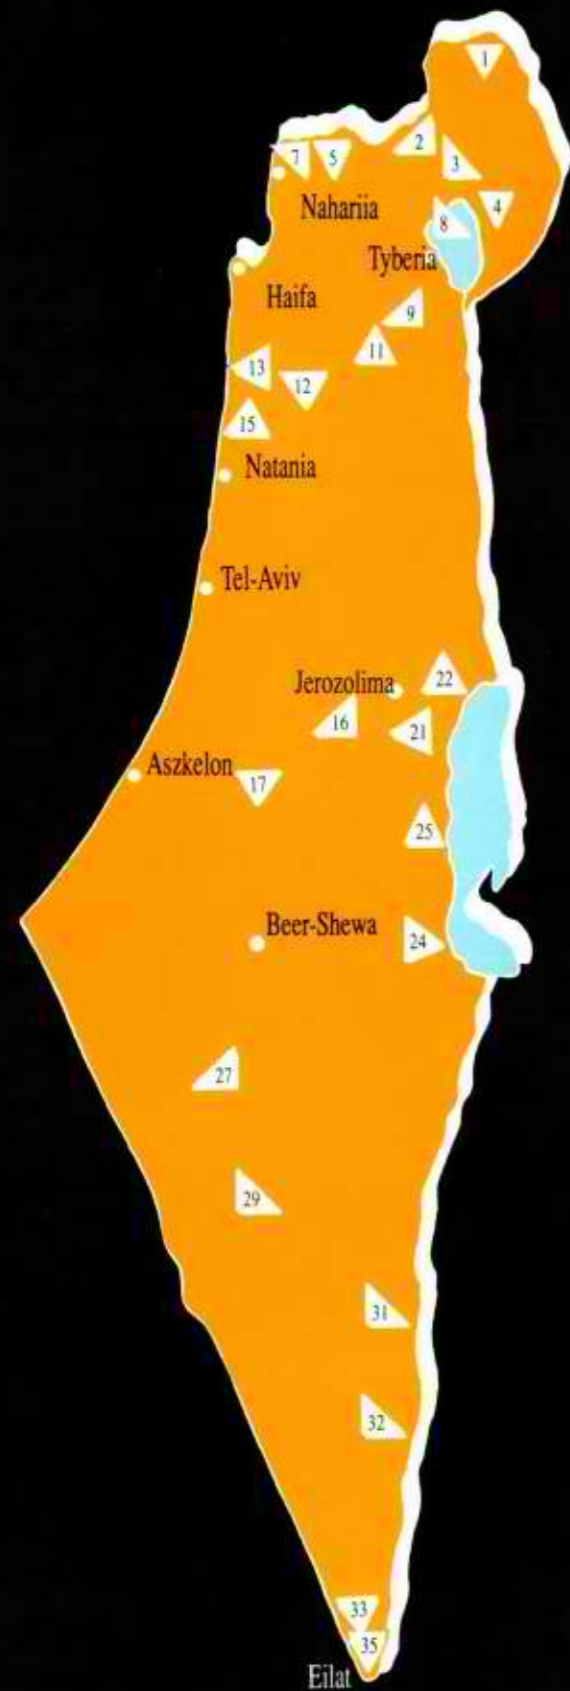 1
2
7
5
3
4
8
Nahariia
Tyberia
Haifa
9
11
13
12
15
Natania
Tel-Aviv
Jerozolima
22
16
21
Aszkelon
17
25
Beer-Shewa
24
27
29
31
32
33
35
Eilat